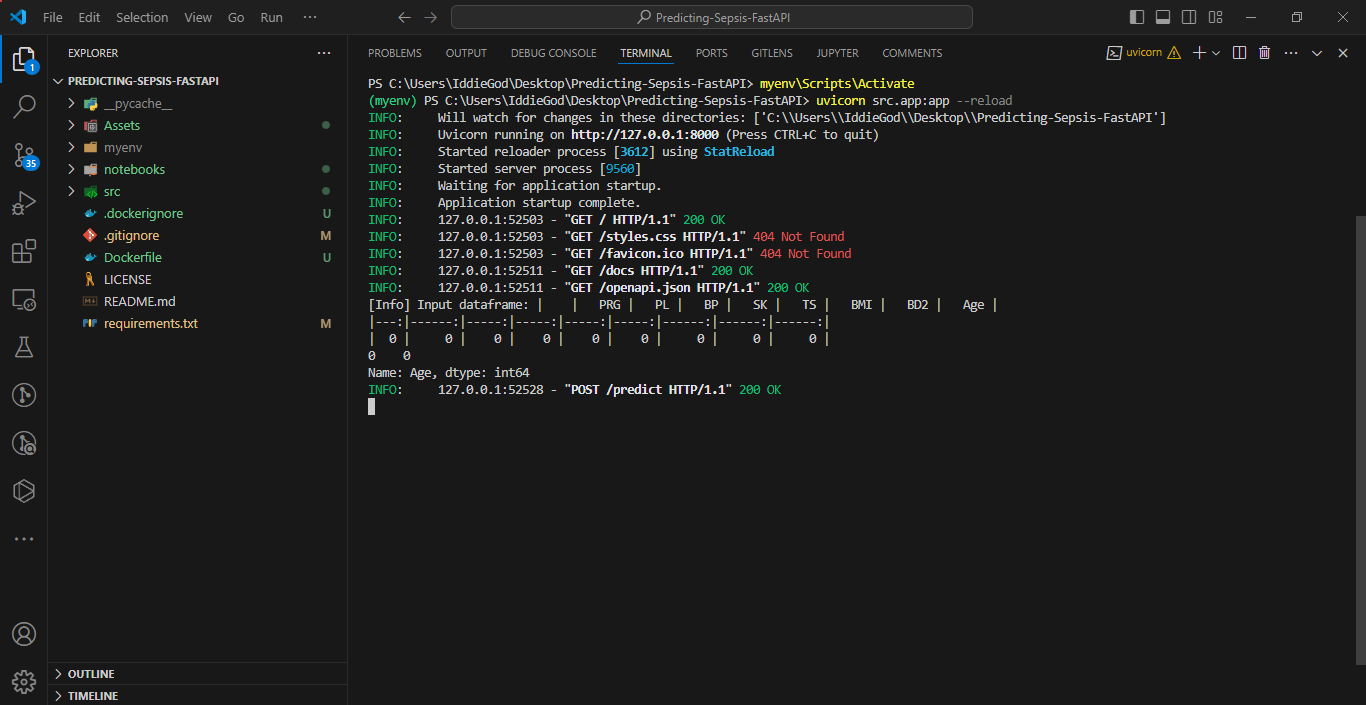 File Edit Selection View Go Run ···
Predicting-Sepsis-FastAPI
EXPLORER ···
PREDICTING-SEPSIS-FASTAPI
__pycache__
Assets
myenv
notebooks
src
.dockerignore U
.gitignore M
Dockerfile U
LICENSE
README.md
requirements.txt M
OUTLINE
TIMELINE
1
35
PROBLEMS OUTPUT DEBUG CONSOLE TERMINAL PORTS GITLENS JUPYTER COMMENTS
uvicorn
PS C:\Users\IddieGod\Desktop\Predicting-Sepsis-FastAPI> myenv\Scripts\Activate
(myenv) PS C:\Users\IddieGod\Desktop\Predicting-Sepsis-FastAPI> uvicorn src.app:app --reload
INFO:     Will watch for changes in these directories: ['C:\\Users\\IddieGod\\Desktop\\Predicting-Sepsis-FastAPI']
INFO:     Uvicorn running on http://127.0.0.1:8000 (Press CTRL+C to quit)
INFO:     Started reloader process [3612] using StatReload
INFO:     Started server process [9560]
INFO:     Waiting for application startup.
INFO:     Application startup complete.
INFO:     127.0.0.1:52503 - "GET / HTTP/1.1" 200 OK
INFO:     127.0.0.1:52503 - "GET /styles.css HTTP/1.1" 404 Not Found
INFO:     127.0.0.1:52503 - "GET /favicon.ico HTTP/1.1" 404 Not Found
INFO:     127.0.0.1:52511 - "GET /docs HTTP/1.1" 200 OK
INFO:     127.0.0.1:52511 - "GET /openapi.json HTTP/1.1" 200 OK
[Info] Input dataframe: |    |   PRG |   PL |   BP |   SK |   TS |   BMI |   BD2 |   Age |
|---:|------:|-----:|-----:|-----:|-----:|------:|------:|------:|
|  0 |     0 |    0 |    0 |    0 |    0 |     0 |     0 |     0 |
0    0
Name: Age, dtype: int64
INFO:     127.0.0.1:52528 - "POST /predict HTTP/1.1" 200 OK